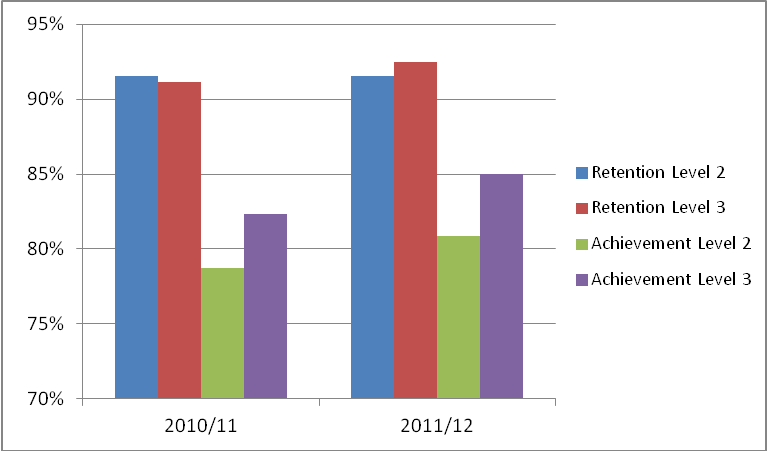 95%
90%
85%
80%
75%
70%
2010/11
2011/12
Retention Level 2
Retention Level 3
Achievement Level 2
Achievement Level 3